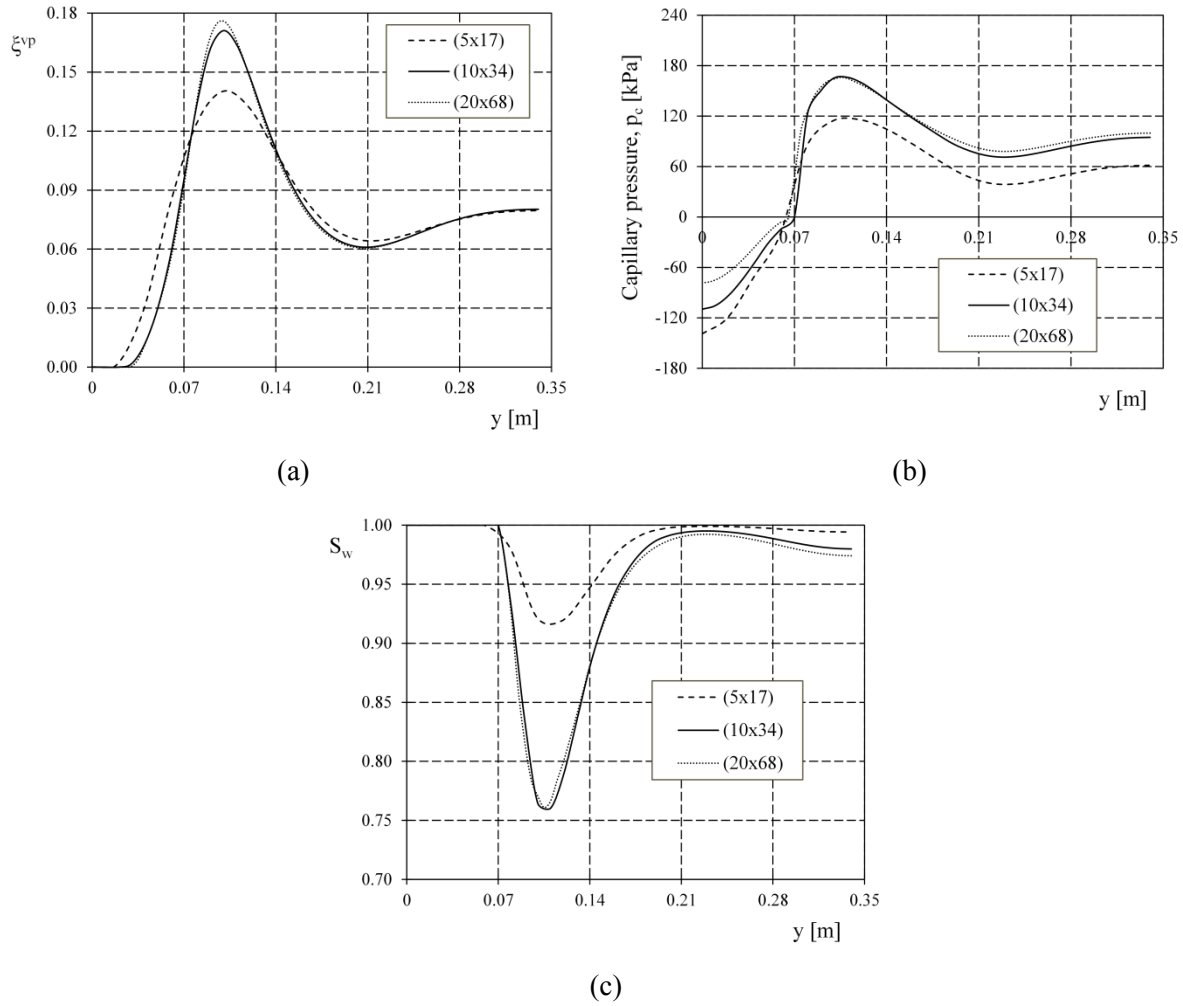 ξvp
0.18
0.15
0.12
0.09
0.06
0.03
0.00
0 0.07 0.14 0.21 0.28 0.35
y [m]
(5x17)
(10x34)
(20x68)
(a)
Capillary pressure, pc [kPa]
240
180
120
60
0
-60
-120
-180
0 0.07 0.14 0.21 0.28 0.35
(5x17)
(10x34)
(20x68)
y [m]
(b)
Sw
1.00
0.95
0.90
0.85
0.80
0.75
0.70
0 0.07 0.14 0.21 0.28 0.35
(5x17)
(10x34)
(20x68)
y [m]
(c)